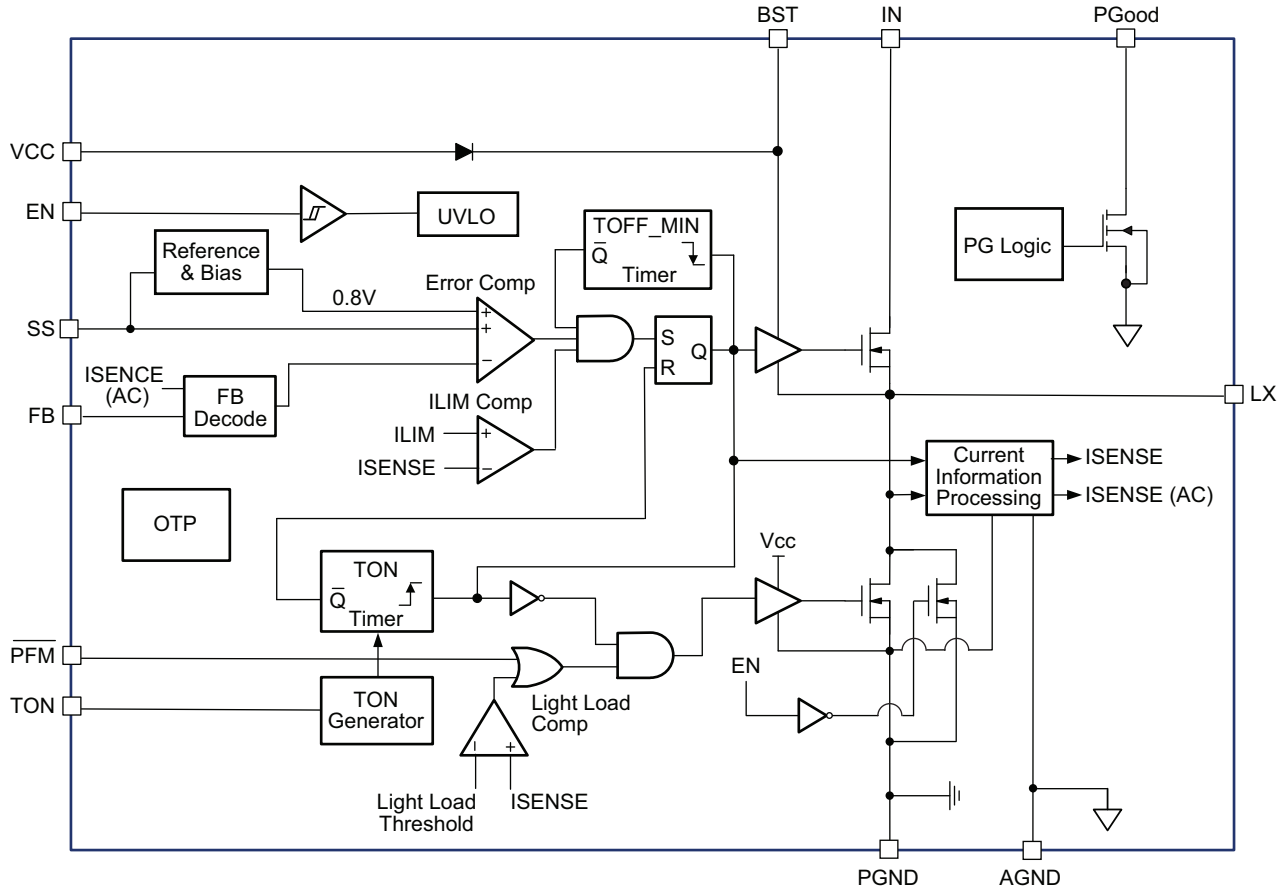 BST
IN
PGood
VCC
EN
UVLO
TOFF_MIN
Q̅
Timer
PG Logic
Reference
& Bias
Error Comp
0.8V
+
SS
+
−
S
Q
R
ISENCE
(AC)
FB
FB
Decode
ILIM Comp
ILIM
+
ISENSE
−
LX
Current
Information
Processing
ISENSE
ISENSE (AC)
OTP
Vcc
TON
Q̅
Timer
P̅F̅M̅
TON
TON
Generator
Light Load
Comp
EN
−
+
Light Load
Threshold
ISENSE
PGND
AGND